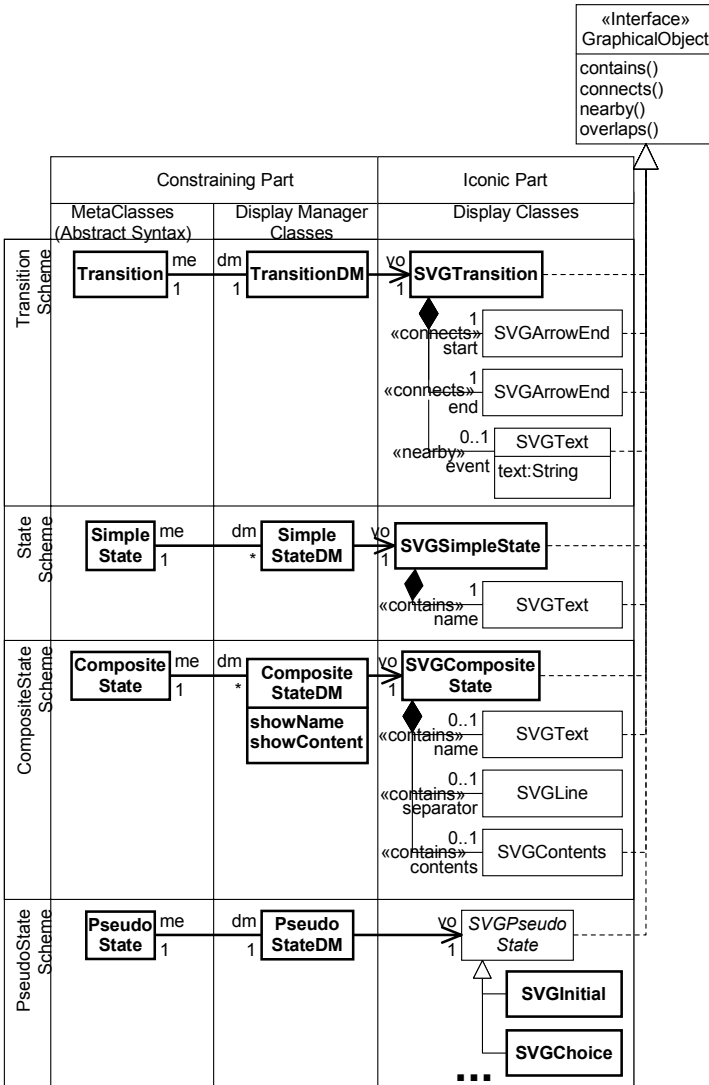 «Interface»
GraphicalObject
contains()
connects()
nearby()
overlaps()
Constraining Part
Iconic Part
MetaClasses
(Abstract Syntax)
Display Manager
Classes
Display Classes
Transition
Scheme
Transition
me
1
dm
1
TransitionDM
vo
1
SVGTransition
«connects»
1
start
SVGArrowEnd
«connects»
1
end
SVGArrowEnd
«nearby»
0..1
event
SVGText
text:String
State
Scheme
Simple
State
me
1
dm
*
Simple
StateDM
vo
1
SVGSimpleState
«contains»
1
name
SVGText
CompositeState
Scheme
Composite
State
me
1
dm
*
Composite
StateDM
showName
showContent
vo
1
SVGComposite
State
«contains»
0..1
name
SVGText
«contains»
0..1
separator
SVGLine
«contains»
0..1
contents
SVGContents
PseudoState
Scheme
Pseudo
State
me
1
dm
1
Pseudo
StateDM
vo
1
SVGPseudo
State
SVGInitial
SVGChoice
...